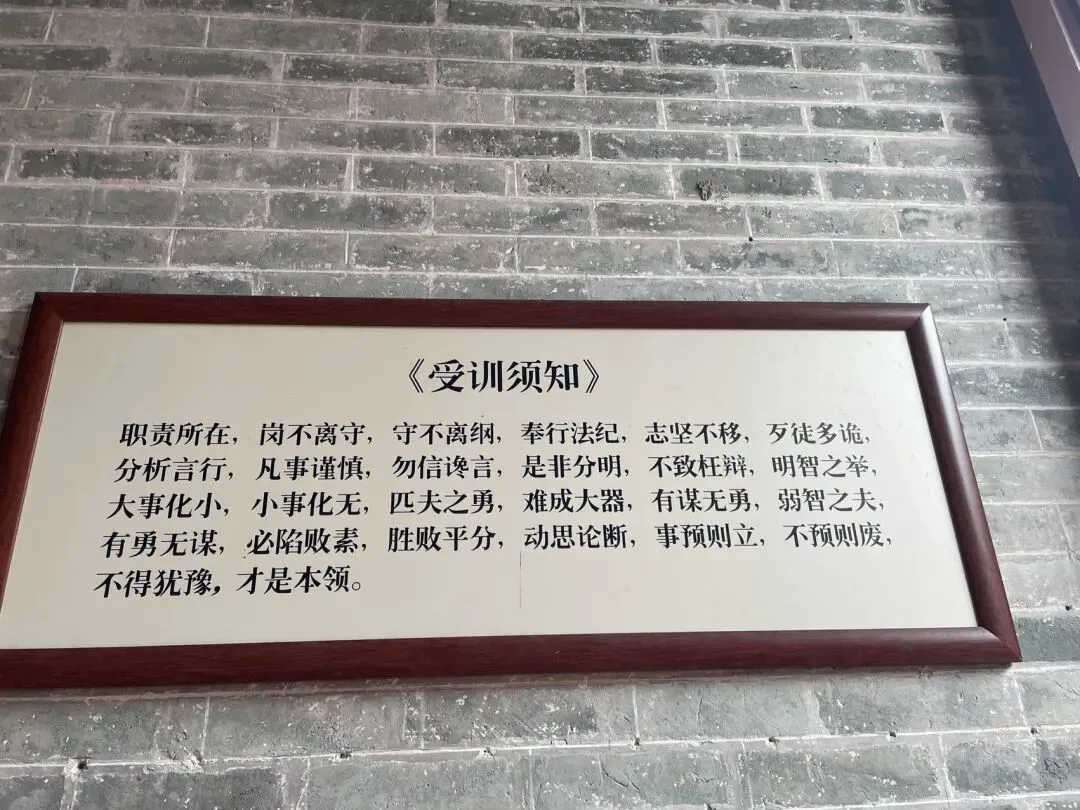 《受训须知》
职责所在，岗不离守，守不离纲，奉行法纪，志坚不移，歹徒多诡，
分析言行，凡事谨慎，勿信谗言，是非分明，不致枉辩，明智之举，
大事化小，小事化无，匹夫之勇，难成大器，有谋无勇，弱智之夫，
有勇无谋，必陷败素，胜败平分，动思论断，事预则立，不预则废，
不得犹豫，才是本领。